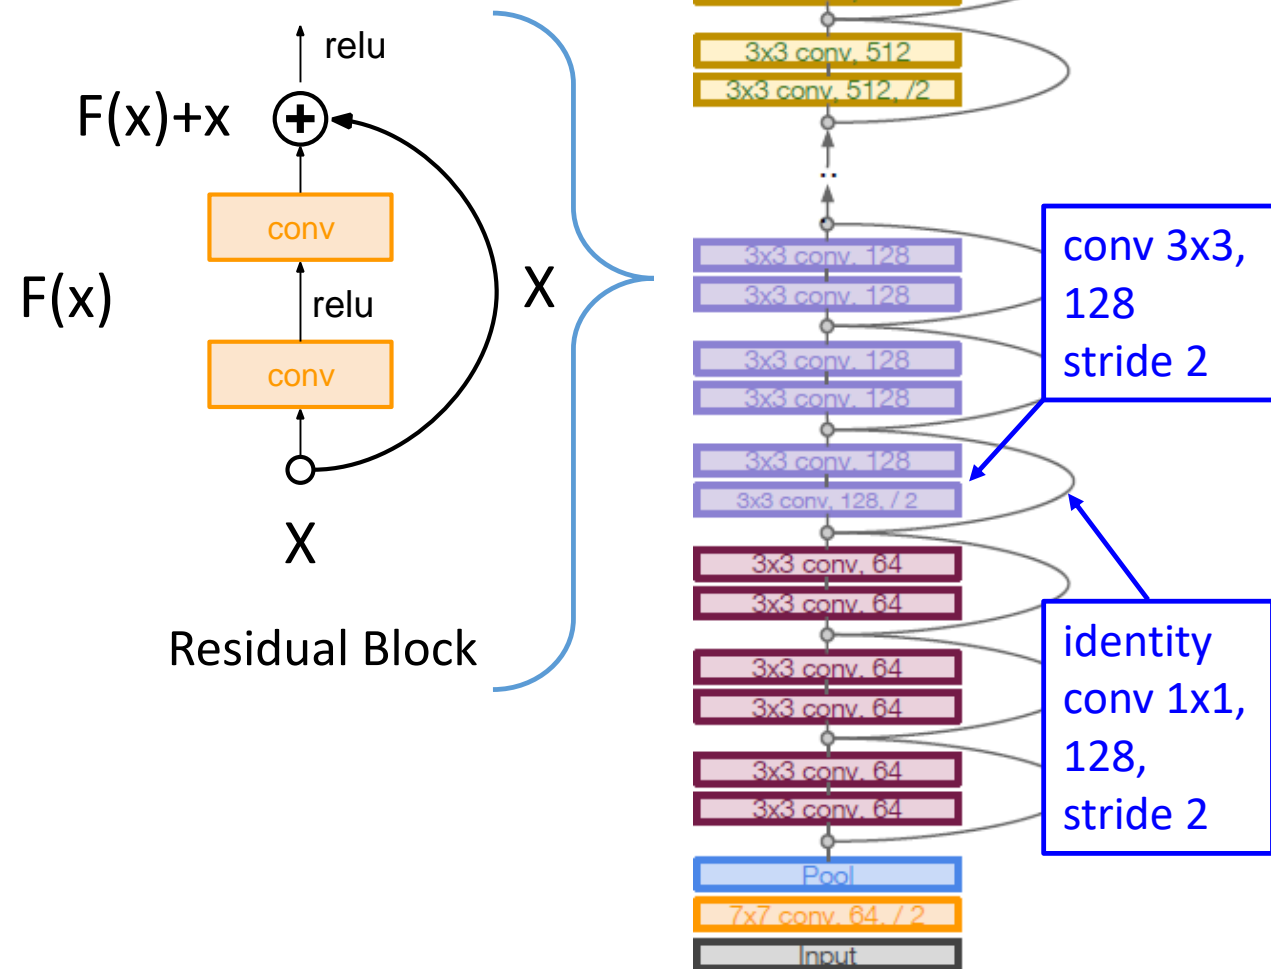 relu
F(x)+x
conv
F(x)
relu
X
conv
X
Residual Block
3x3 conv, 512
3x3 conv, 512, /2
..
3x3 conv, 128
3x3 conv, 128
3x3 conv, 128
3x3 conv, 128
3x3 conv, 128
3x3 conv, 128, / 2
3x3 conv, 64
3x3 conv, 64
3x3 conv, 64
3x3 conv, 64
3x3 conv, 64
3x3 conv, 64
Pool
7x7 conv, 64, / 2
Input
conv 3x3,
128
stride 2
identity
conv 1x1,
128,
stride 2